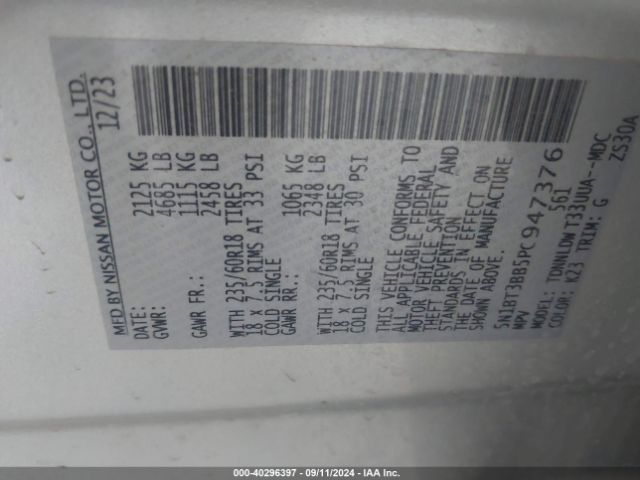 MFD BY NISSAN MOTOR CO., LTD.
DATE: 12/23
GVWR: 2125 KG
4685 LB
GAWR FR.: 1115 KG
2458 LB
WITH 235/60R18 TIRES
18 x 7.5 RIMS AT 33 PSI
COLD SINGLE
GAWR RR.: 1065 KG
2348 LB
WITH 235/60R18 TIRES
18 x 7.5 RIMS AT 30 PSI
COLD SINGLE
THIS VEHICLE CONFORMS TO
ALL APPLICABLE FEDERAL
MOTOR VEHICLE SAFETY AND
THEFT PREVENTION
STANDARDS IN EFFECT ON
THE DATE OF MANUFACTURE
SHOWN ABOVE.
5N1BT3BB5PC947376
MPV 561
MODEL: TDNNLDWT33UUA--MDC
COLOR: K23 TRIM: G ZS30A
000-40296397 - 09/11/2024 - IAA Inc.